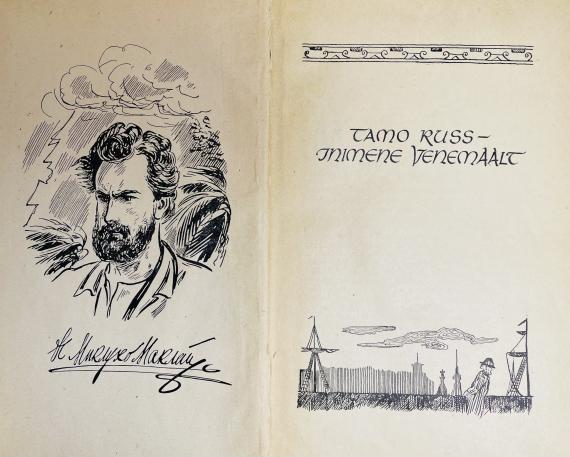 Н Миклухо Маклай
TAMO RUSS –
INIMENE VENEMAALT